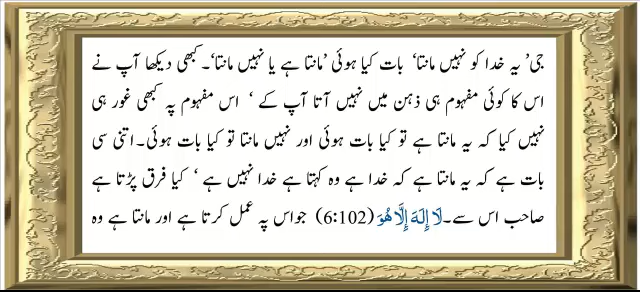 جی' یہ خدا کو نہیں مانتا' بات کیا ہوئی 'مانتا ہے یا نہیں مانتا'۔ کبھی دیکھا آپ نے
اس کا کوئی مفہوم ہی ذہن میں نہیں آتا آپ کے ' اس مفہوم پہ کبھی غور ہی
نہیں کیا کہ یہ مانتا ہے تو کیا بات ہوئی اور نہیں مانتا تو کیا بات ہوئی۔ اتنی سی
بات ہے کہ یہ مانتا ہے کہ خدا ہے وہ کہتا ہے خدا نہیں ہے ' کیا فرق پڑتا ہے
صاحب اس سے۔ لَا إِلَهَ إِلَّا هُوَ (6:102) جو اس پہ عمل کرتا ہے اور مانتا ہے وہ